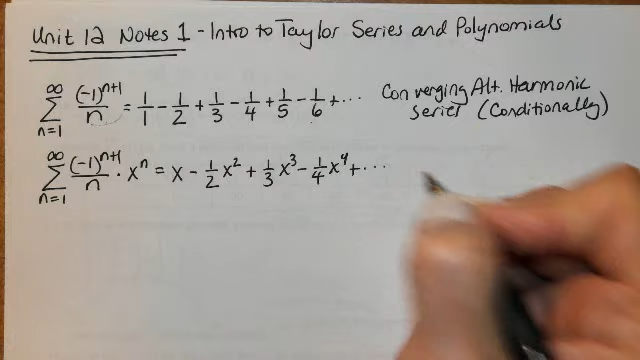 Unit 12 Notes 1 - Intro to Taylor Series and Polynomials
∞ Σ n=1 (-1)^(n+1)/n = 1/1 - 1/2 + 1/3 - 1/4 + 1/5 - 1/6 + ... Converging Alt. Harmonic
series (Conditionally)
∞ Σ n=1 (-1)^(n+1)/n · x^n = x - 1/2 x^2 + 1/3 x^3 - 1/4 x^4 + ...